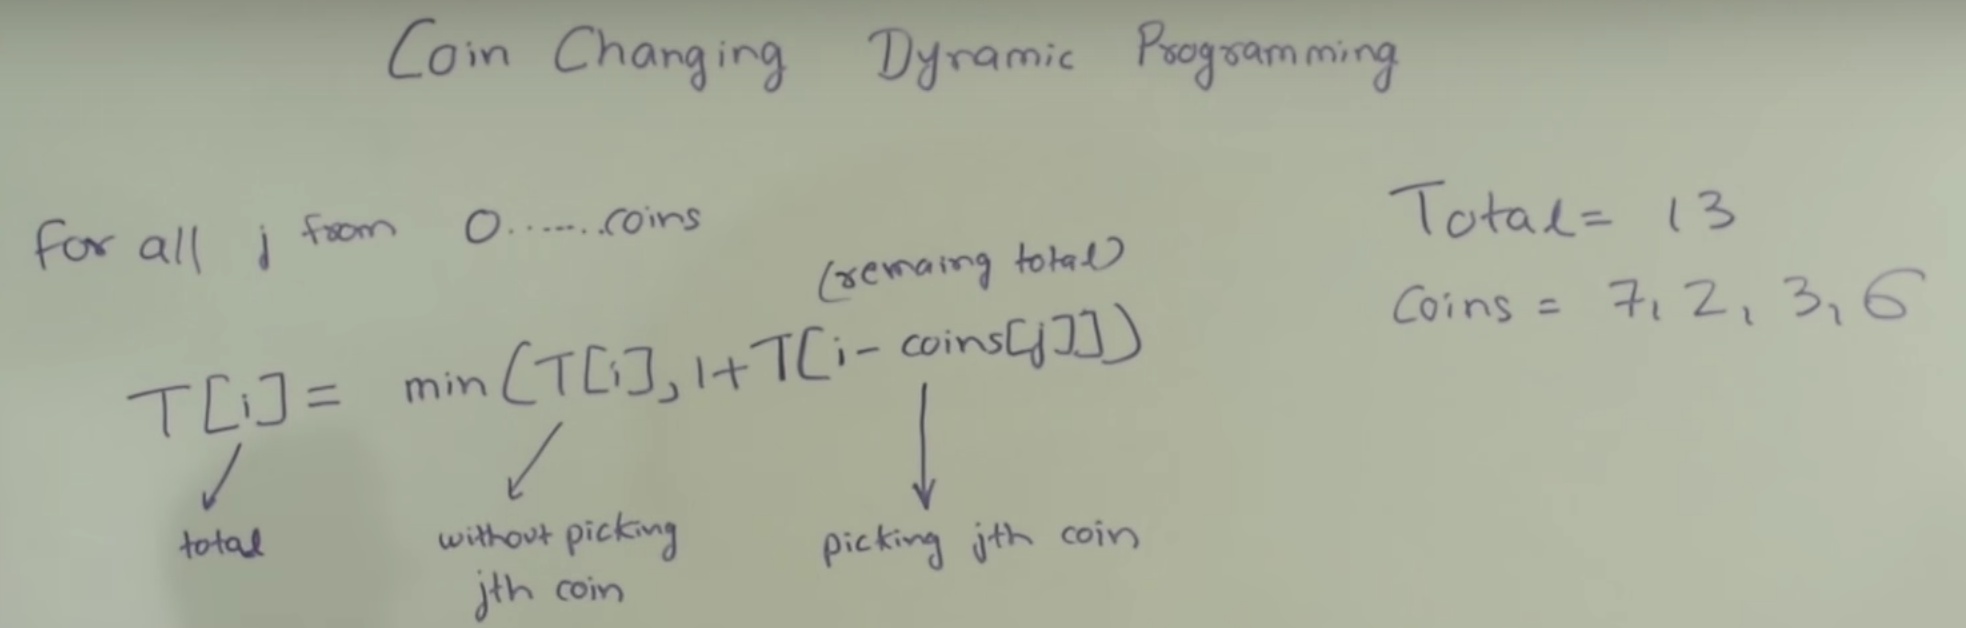 Coin Changing Dynamic Programming
for all j from 0.......coins
Total= 13
(remaing total)
Coins = 7, 2, 3, 6
T[i]= min(T[i], 1+T[i- coins[j]])
total
without picking
jth coin
picking jth coin